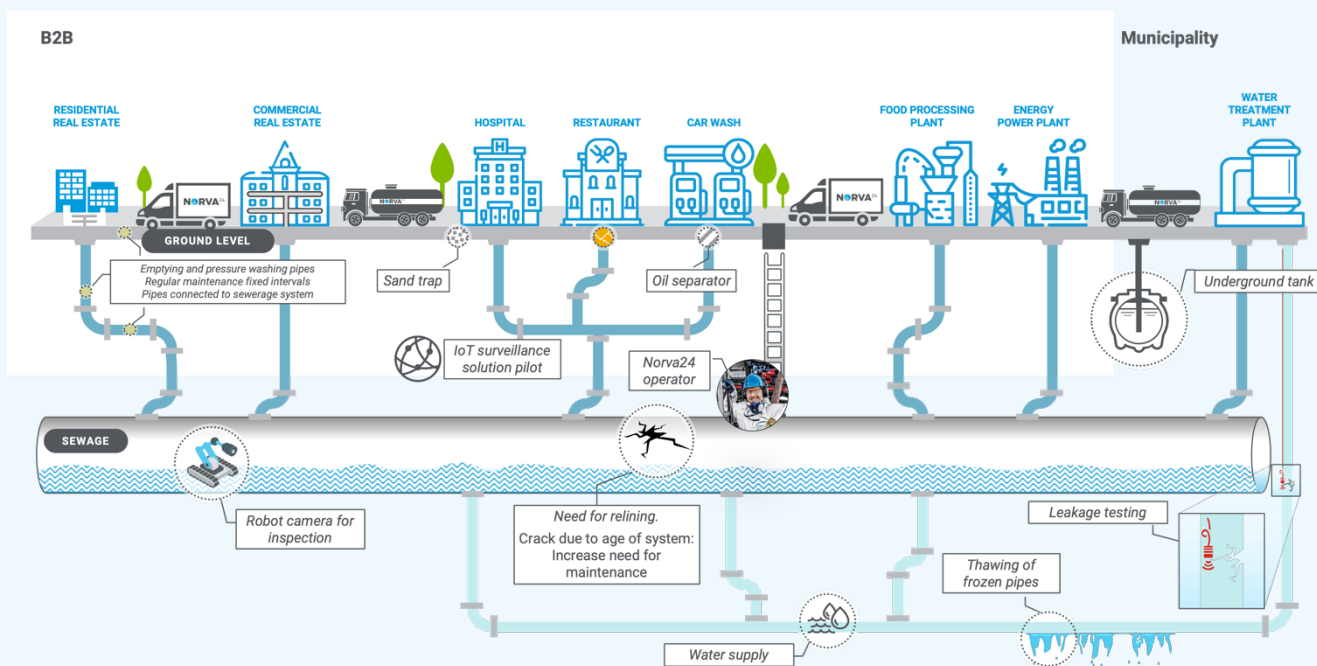 B2B
Municipality
RESIDENTIAL
REAL ESTATE
COMMERCIAL
REAL ESTATE
HOSPITAL
RESTAURANT
CAR WASH
FOOD PROCESSING
PLANT
ENERGY
POWER PLANT
WATER
TREATMENT
PLANT
H
NORVA24
NORVA24
NORVA24
NORVA24
GROUND LEVEL
Emptying and pressure washing pipes
Regular maintenance fixed intervals
Pipes connected to sewerage system
Sand trap
Oil separator
Underground tank
IoT surveillance
solution pilot
Norva24
operator
SEWAGE
Robot camera for
inspection
Need for relining.
Crack due to age of system:
Increase need for
maintenance
Leakage testing
Thawing of
frozen pipes
Water supply